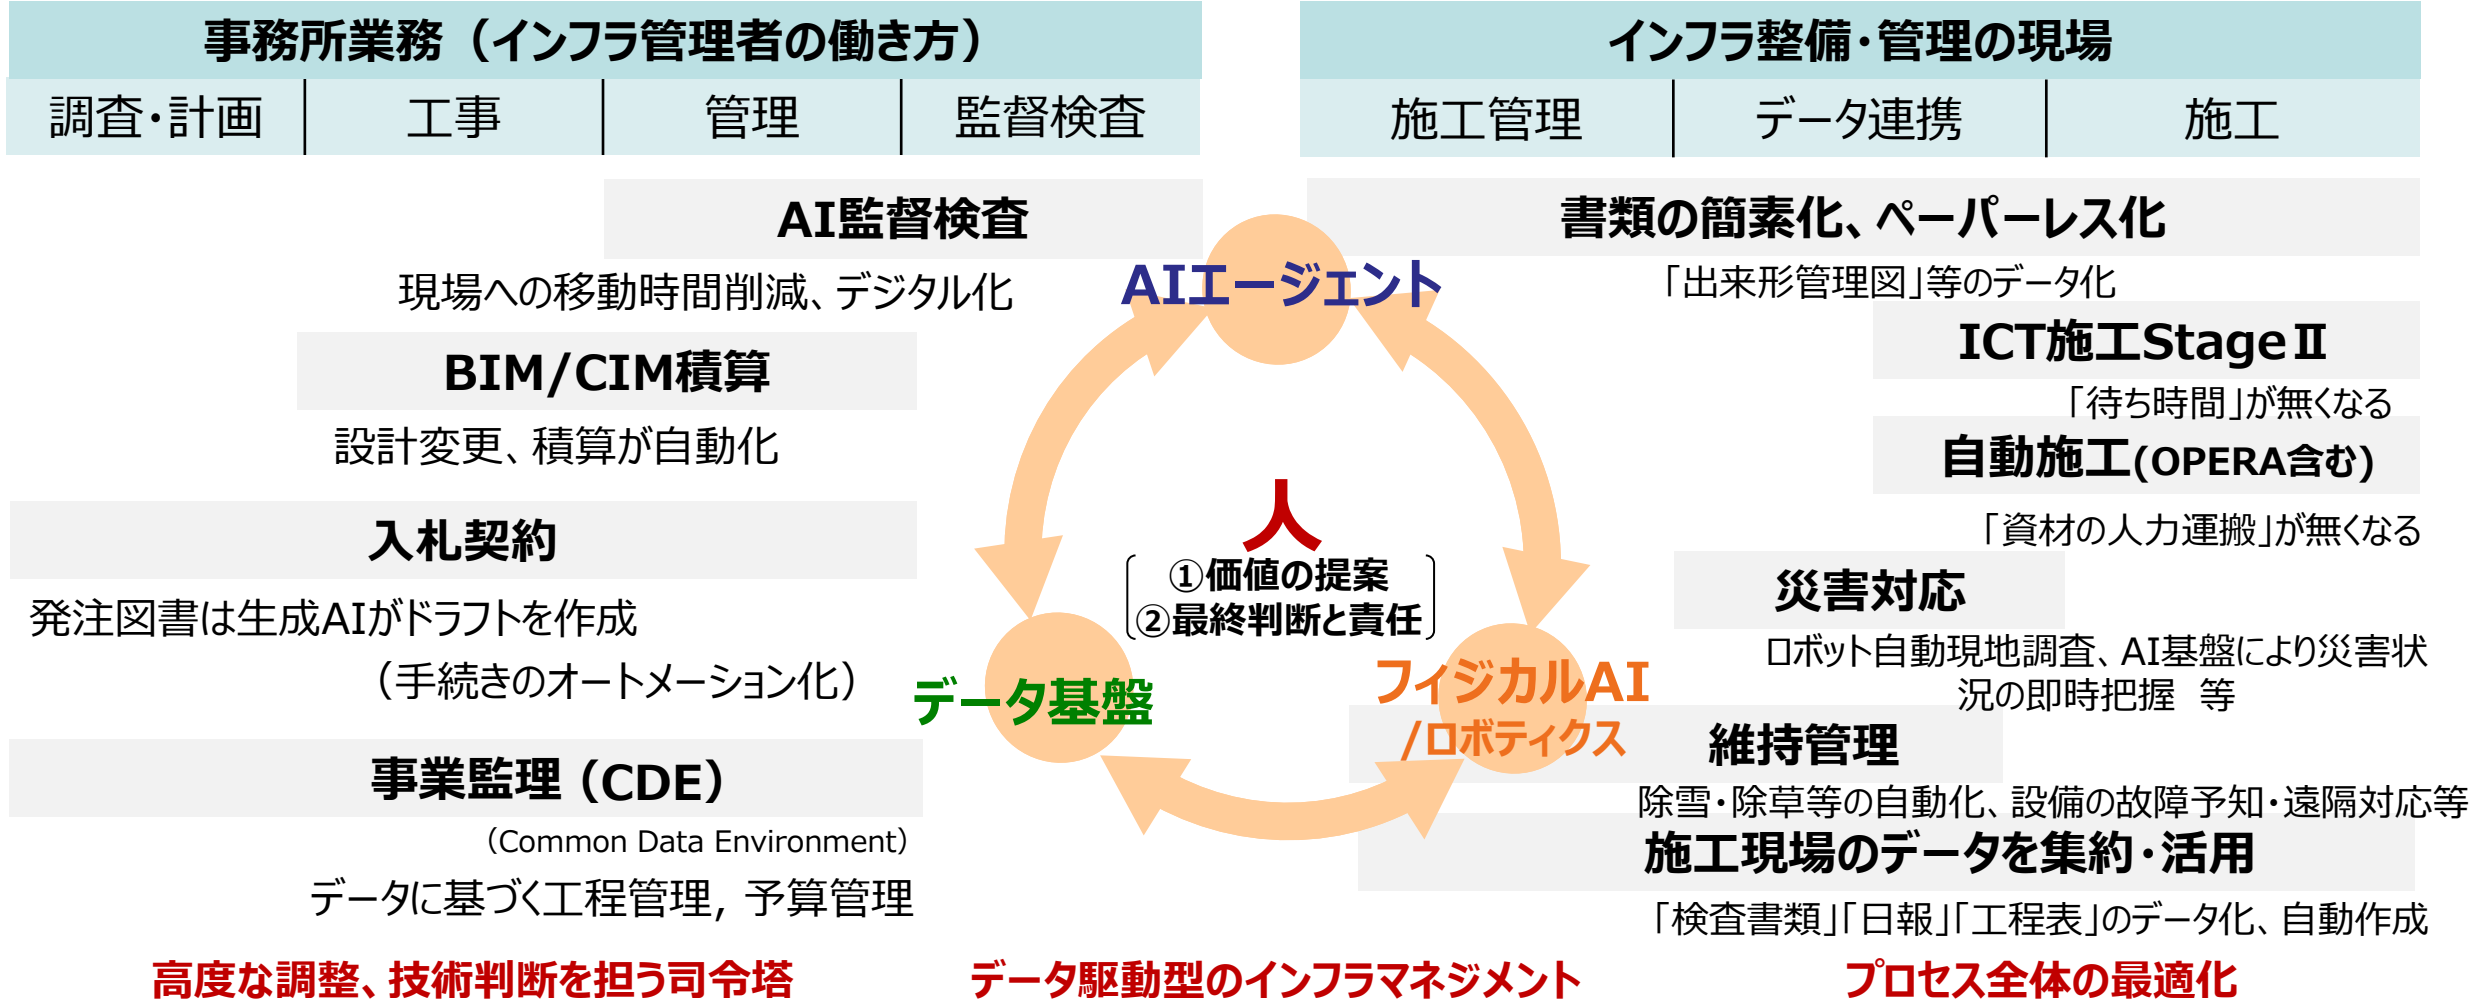 事務所業務（インフラ管理者の働き方）
調査・計画
工事
管理
監督検査
AI監督検査
現場への移動時間削減、デジタル化
BIM/CIM積算
設計変更、積算が自動化
入札契約
発注図書は生成AIがドラフトを作成
（手続きのオートメーション化）
事業監理（CDE）
（Common Data Environment）
データに基づく工程管理, 予算管理
高度な調整、技術判断を担う司令塔
AIエージェント
人
①価値の提案
②最終判断と責任
データ基盤
フィジカルAI
/ロボティクス
データ駆動型のインフラマネジメント
インフラ整備・管理の現場
施工管理
データ連携
施工
書類の簡素化、ペーパーレス化
「出来形管理図」等のデータ化
ICT施工StageⅡ
「待ち時間」が無くなる
自動施工(OPERA含む)
「資材の人力運搬」が無くなる
災害対応
ロボット自動現地調査、AI基盤により災害状
況の即時把握　等
維持管理
除雪・除草等の自動化、設備の故障予知・遠隔対応等
施工現場のデータを集約・活用
「検査書類」「日報」「工程表」のデータ化、自動作成
プロセス全体の最適化